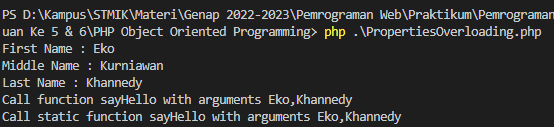 PS D:\Kampus\STMIK\Materi\Genap 2022-2023\Pemrograman Web\Praktikum\Pemrograman
uan Ke 5 & 6\PHP Object Oriented Programming> php .\PropertiesOverloading.php
First Name : Eko
Middle Name : Kurniawan
Last Name : Khannedy
Call function sayHello with arguments Eko,Khannedy
Call static function sayHello with arguments Eko,Khannedy